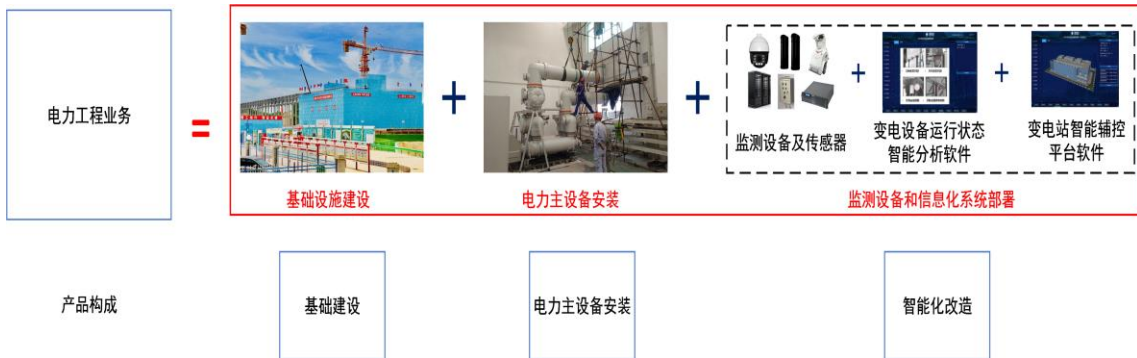 电力工程业务
=
+
+
+
+
监测设备及传感器
变电设备运行状态
智能分析软件
变电站智能辅控
平台软件
基础设施建设
电力主设备安装
监测设备和信息化系统部署
产品构成
基础建设
电力主设备安装
智能化改造